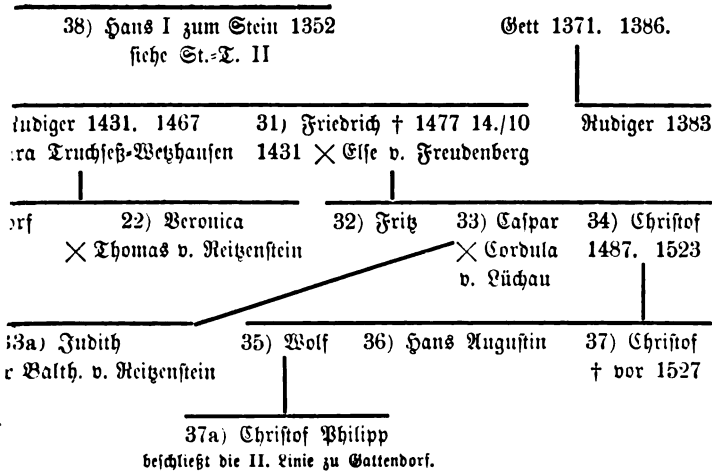 38) Hans I zum Stein 1352 Gett 1371. 1386.
siehe St.-T. II
Rudiger 1431. 1467 31) Friedrich † 1477 14./10 Rudiger 1383
Truchseß-Wetzhausen 1431 × Else v. Freudenberg
22) Veronica 32) Fritz 33) Caspar 34) Christof
× Thomas v. Reitzenstein × Cordula 1487. 1523
v. Lüchau
33a) Judith 35) Wolf 36) Hans Augustin 37) Christof
Balth. v. Reitzenstein † vor 1527
37a) Christof Philipp
beschließt die II. Linie zu Gattendorf.